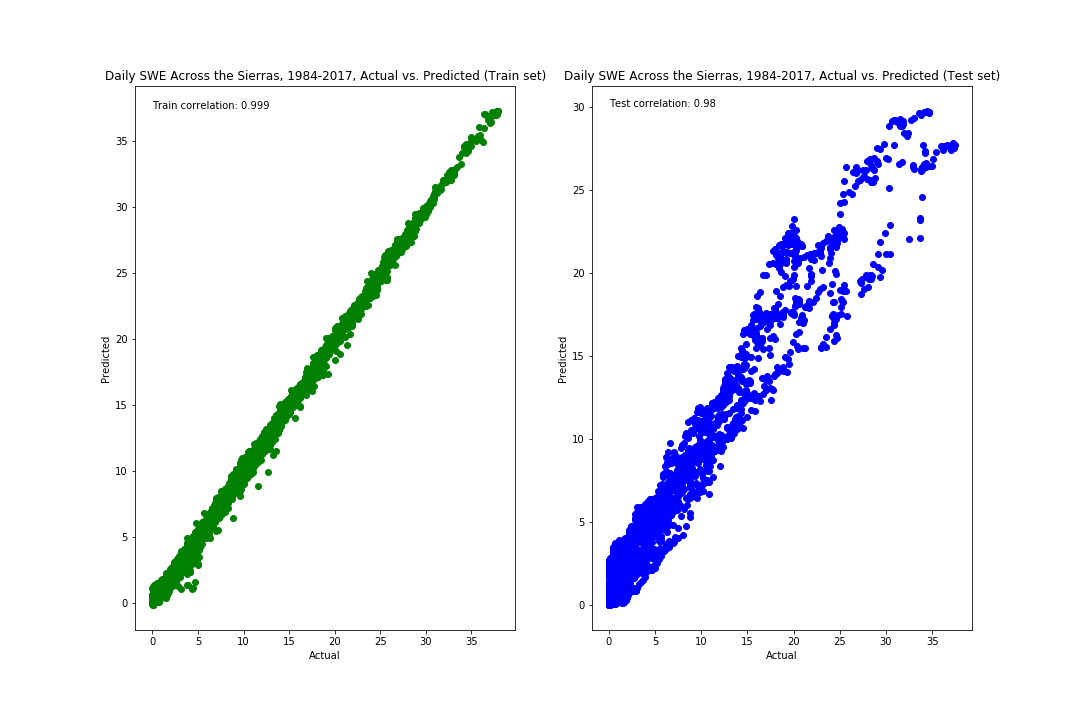 Daily SWE Across the Sierras, 1984-2017, Actual vs. Predicted (Train set)
Train correlation: 0.999
35
30
25
20
15
10
5
0
Predicted
0 5 10 15 20 25 30 35
Actual
Daily SWE Across the Sierras, 1984-2017, Actual vs. Predicted (Test set)
Test correlation: 0.98
30
25
20
15
10
5
0
Predicted
0 5 10 15 20 25 30 35
Actual